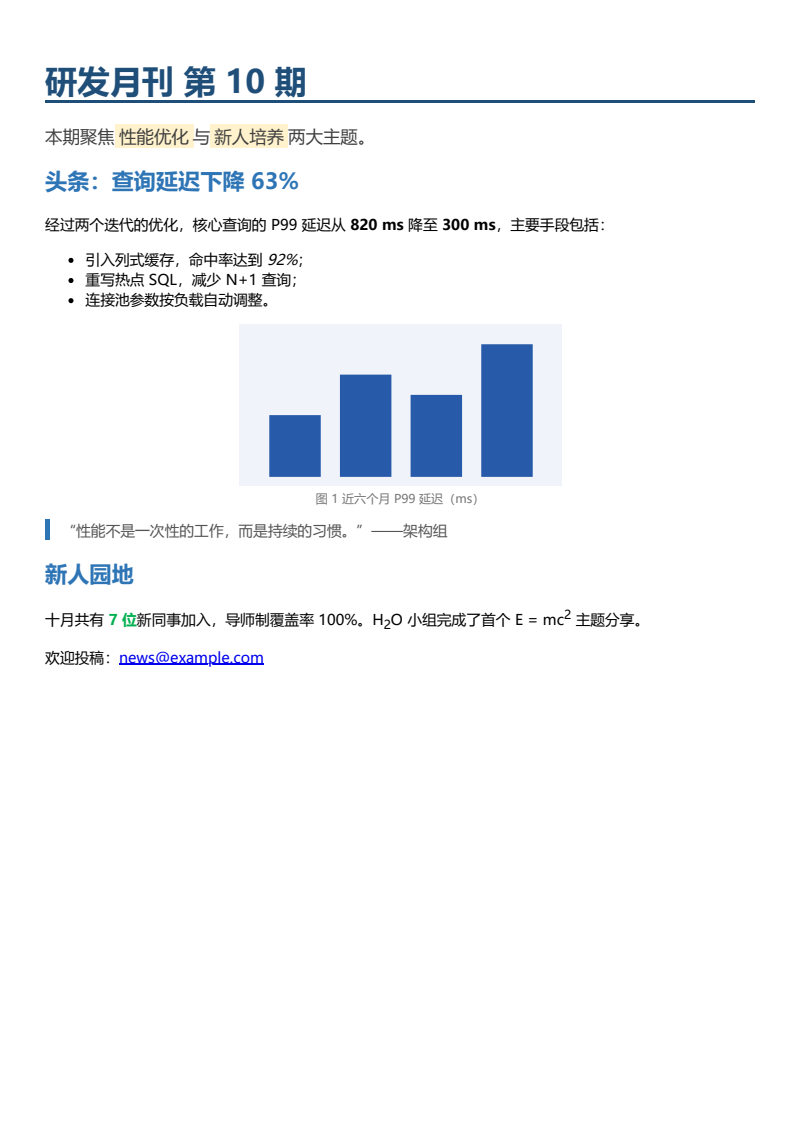 研发月刊 第 10 期
本期聚焦 性能优化 与 新人培养 两大主题。
头条：查询延迟下降 63%
经过两个迭代的优化，核心查询的 P99 延迟从 820 ms 降至 300 ms，主要手段包括：
• 引入列式缓存，命中率达到 92%；
• 重写热点 SQL，减少 N+1 查询；
• 连接池参数按负载自动调整。
图 1 近六个月 P99 延迟（ms）
“性能不是一次性的工作，而是持续的习惯。”——架构组
新人园地
十月共有 7 位新同事加入，导师制覆盖率 100%。H₂O 小组完成了首个 E = mc² 主题分享。
欢迎投稿：news@example.com